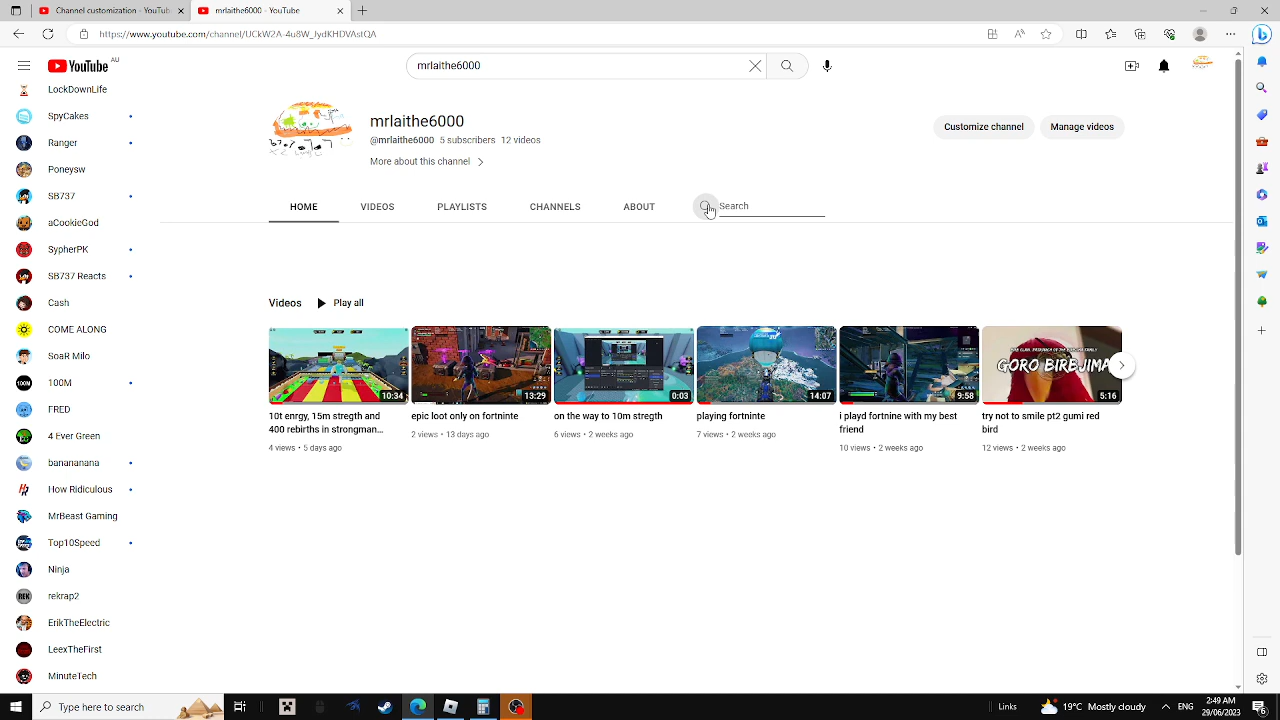 Channel customization - YouTub
mrlaithe6000 - YouTube
https://www.youtube.com/channel/UCkW2A-4u8W_lydKHDVAstQA
YouTube AU
mrlaithe6000
LockDownLife
SpyCakes
Ranger
Poneysw
SB737
aCookieGod
SypherPK
SB737 Reacts
Cash
COME ALONG
SoaR Milo
100M
FRED
4 Ever Green
banananana
How Ridiculous
MrBeast Gaming
Top10Speed
Ninja
rekrap2
ErikTheElectric
LeexTheFirst
MinuteTech
mrlaithe6000
@mrlaithe6000 5 subscribers 12 videos
More about this channel
Customize channel
Manage videos
HOME VIDEOS PLAYLISTS CHANNELS ABOUT Search
Videos Play all
10:34
10t enrgy, 15m stregth and
400 rebirths in strongman...
4 views • 5 days ago
13:29
epic loot only on fortninte
2 views • 13 days ago
0:03
on the way to 10m stregth
6 views • 2 weeks ago
14:07
playing fortninte
7 views • 2 weeks ago
9:58
i playd fortnine with my best
friend
10 views • 2 weeks ago
GORO BIREJIMA
5:16
try not to smile pt2 gumi red
bird
12 views • 2 weeks ago
Type here to search
Links
19°C Mostly cloudy
ENG
2:49 AM
29/06/2023
6